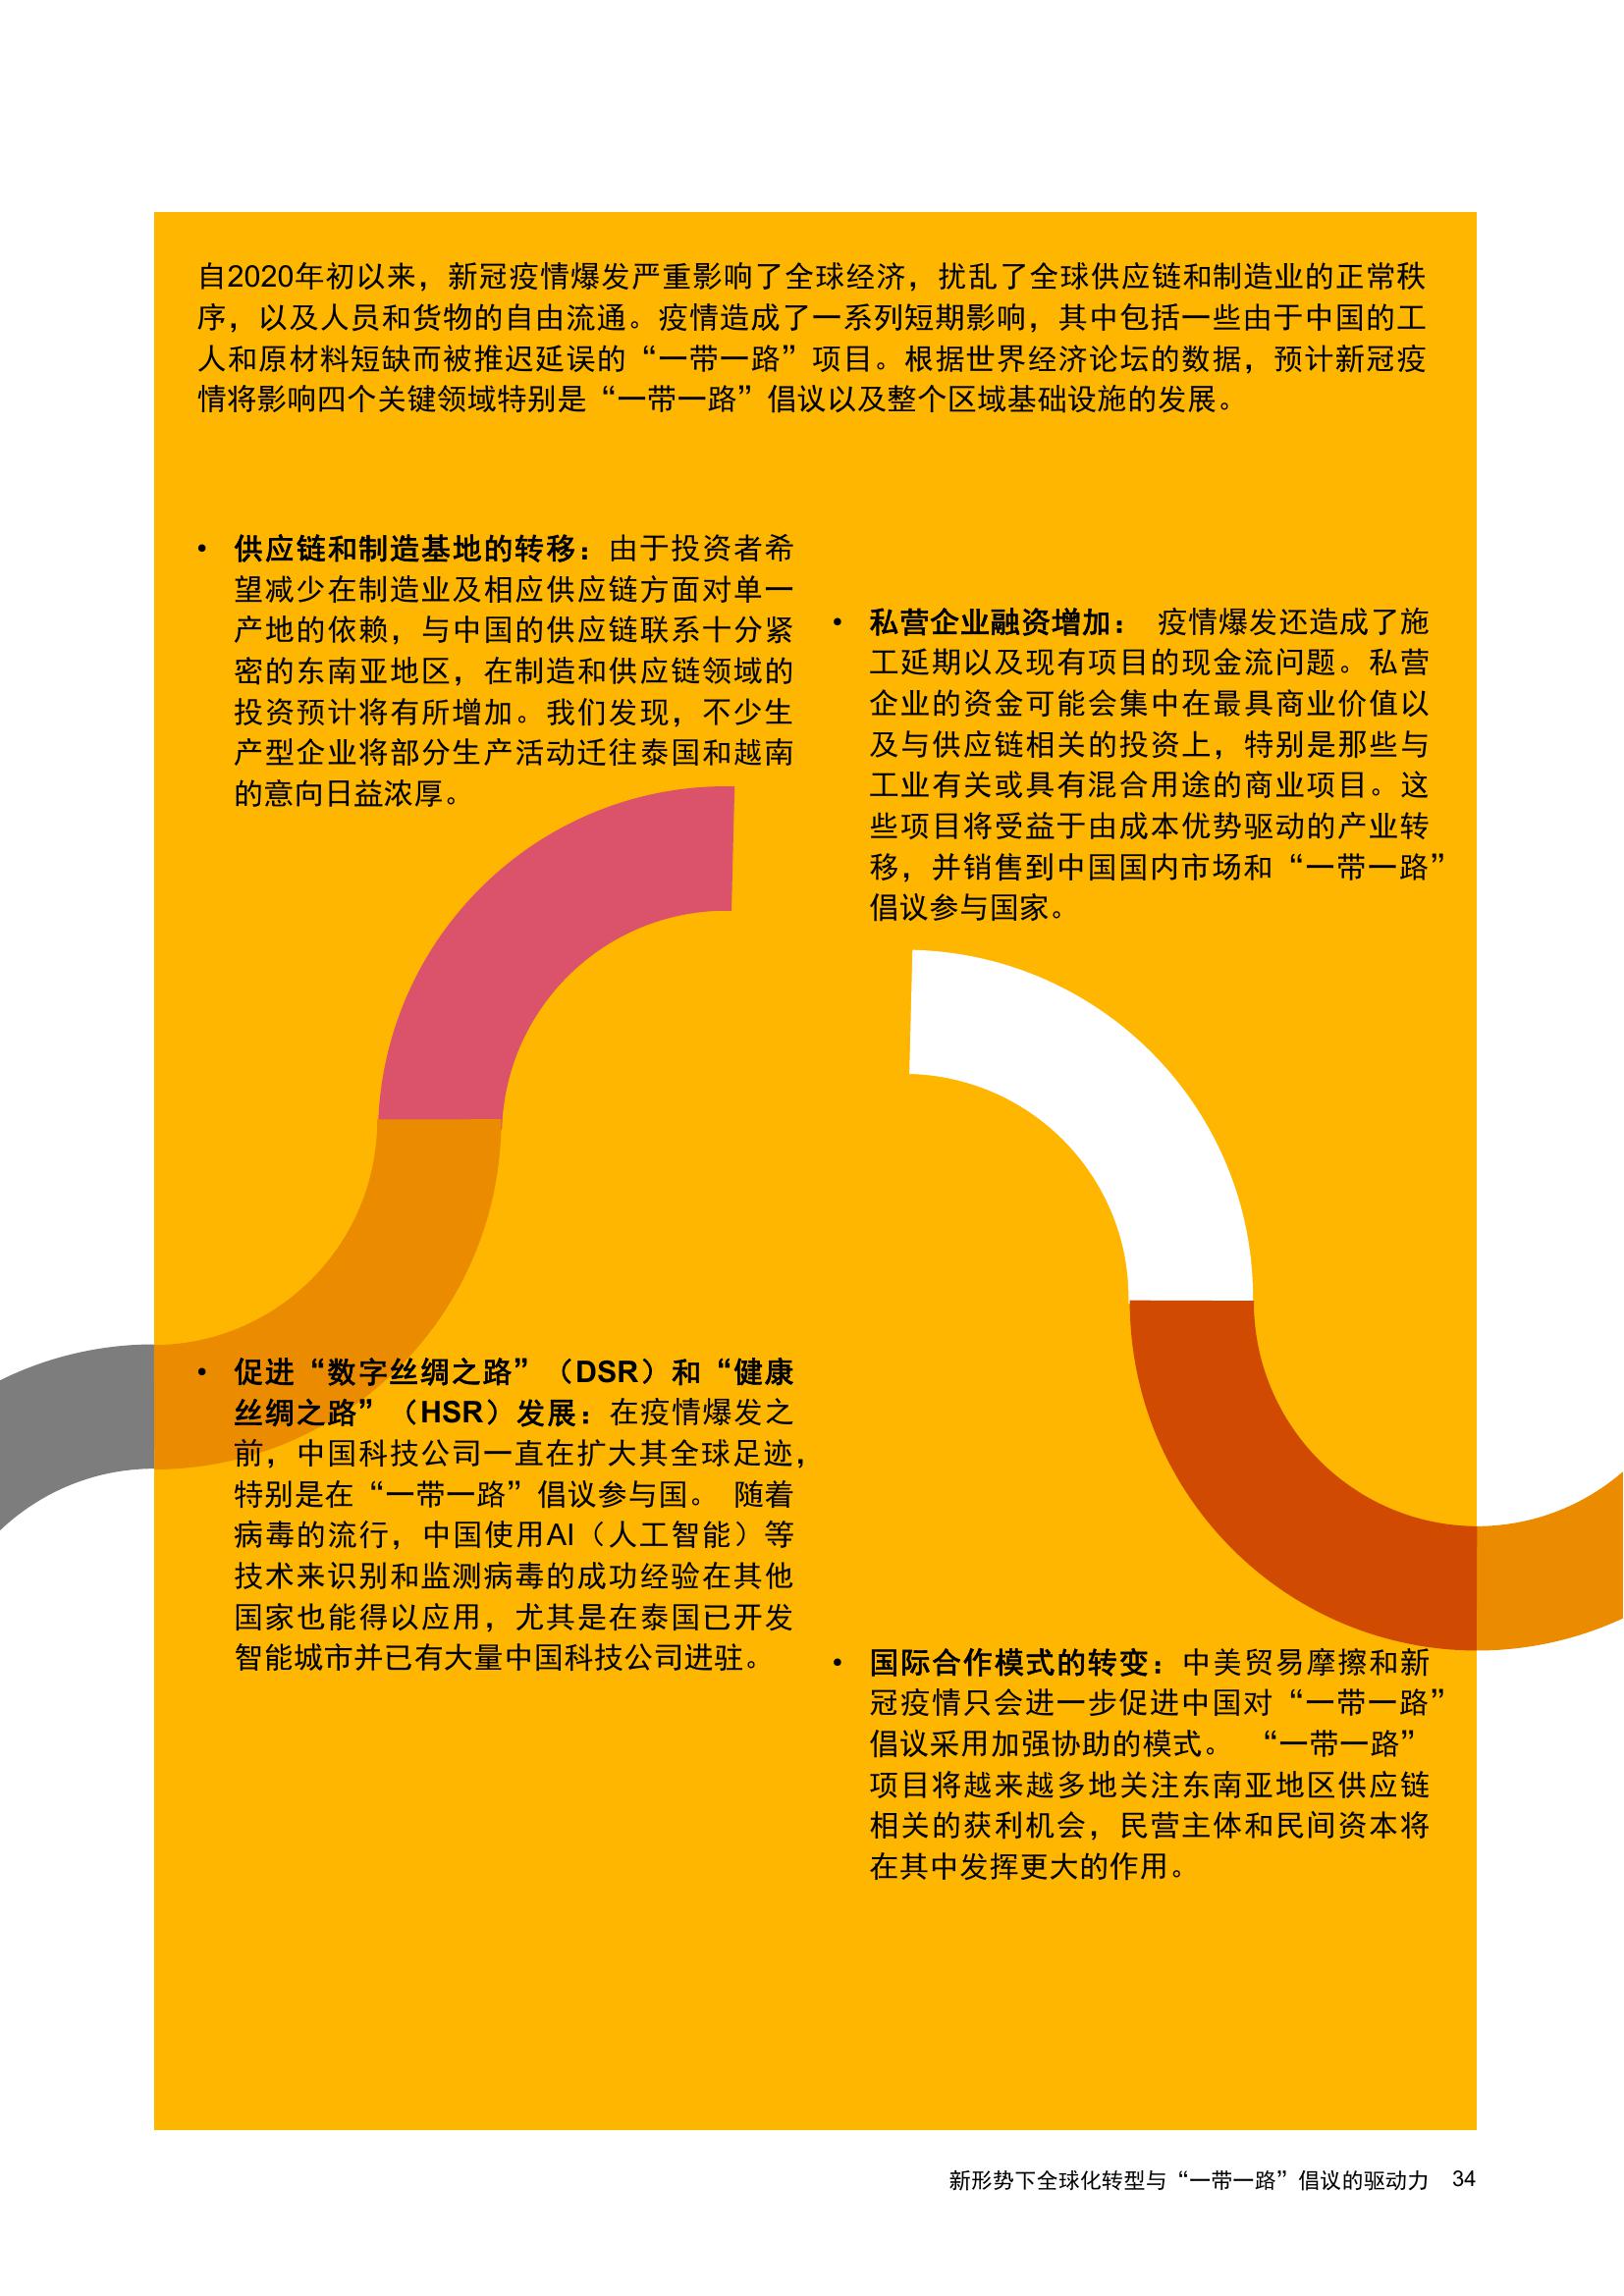 自2020年初以来，新冠疫情爆发严重影响了全球经济，扰乱了全球供应链和制造业的正常秩
序，以及人员和货物的自由流通。疫情造成了一系列短期影响，其中包括一些由于中国的工
人和原材料短缺而被推迟延误的“一带一路”项目。根据世界经济论坛的数据，预计新冠疫
情将影响四个关键领域特别是“一带一路”倡议以及整个区域基础设施的发展。
• 供应链和制造基地的转移：由于投资者希
望减少在制造业及相应供应链方面对单一
产地的依赖，与中国的供应链联系十分紧
密的东南亚地区，在制造和供应链领域的
投资预计将有所增加。我们发现，不少生
产型企业将部分生产活动迁往泰国和越南
的意向日益浓厚。
• 私营企业融资增加： 疫情爆发还造成了施
工延期以及现有项目的现金流问题。私营
企业的资金可能会集中在最具商业价值以
及与供应链相关的投资上，特别是那些与
工业有关或具有混合用途的商业项目。这
些项目将受益于由成本优势驱动的产业转
移，并销售到中国国内市场和“一带一路”
倡议参与国家。
• 促进“数字丝绸之路”（DSR）和“健康
丝绸之路”（HSR）发展：在疫情爆发之
前，中国科技公司一直在扩大其全球足迹，
特别是在“一带一路”倡议参与国。 随着
病毒的流行，中国使用AI（人工智能）等
技术来识别和监测病毒的成功经验在其他
国家也能得以应用，尤其是在泰国已开发
智能城市并已有大量中国科技公司进驻。
• 国际合作模式的转变：中美贸易摩擦和新
冠疫情只会进一步促进中国对“一带一路”
倡议采用加强协助的模式。 “一带一路”
项目将越来越多地关注东南亚地区供应链
相关的获利机会，民营主体和民间资本将
在其中发挥更大的作用。
新形势下全球化转型与“一带一路”倡议的驱动力 34